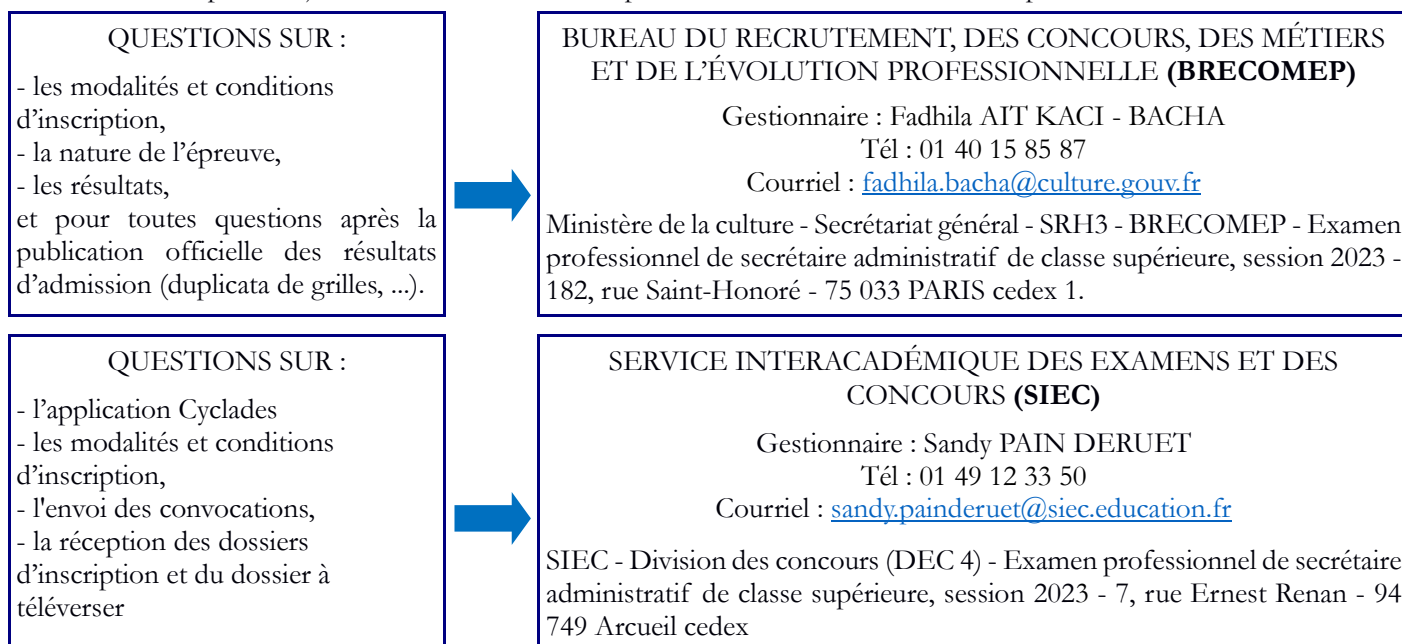 QUESTIONS SUR :
- les modalités et conditions
d’inscription,
- la nature de l’épreuve,
- les résultats,
et pour toutes questions après la
publication officielle des résultats
d’admission (duplicata de grilles, ...).
BUREAU DU RECRUTEMENT, DES CONCOURS, DES MÉTIERS
ET DE L’ÉVOLUTION PROFESSIONNELLE (BRECOMEP)
Gestionnaire : Fadhila AIT KACI - BACHA
Tél : 01 40 15 85 87
Courriel : fadhila.bacha@culture.gouv.fr
Ministère de la culture - Secrétariat général - SRH3 - BRECOMEP - Examen
professionnel de secrétaire administratif de classe supérieure, session 2023 -
182, rue Saint-Honoré - 75 033 PARIS cedex 1.
QUESTIONS SUR :
- l’application Cyclades
- les modalités et conditions
d’inscription,
- l'envoi des convocations,
- la réception des dossiers
d’inscription et du dossier à
téléverser
SERVICE INTERACADÉMIQUE DES EXAMENS ET DES
CONCOURS (SIEC)
Gestionnaire : Sandy PAIN DERUET
Tél : 01 49 12 33 50
Courriel : sandy.painderuet@siec.education.fr
SIEC - Division des concours (DEC 4) - Examen professionnel de secrétaire
administratif de classe supérieure, session 2023 - 7, rue Ernest Renan - 94
749 Arcueil cedex